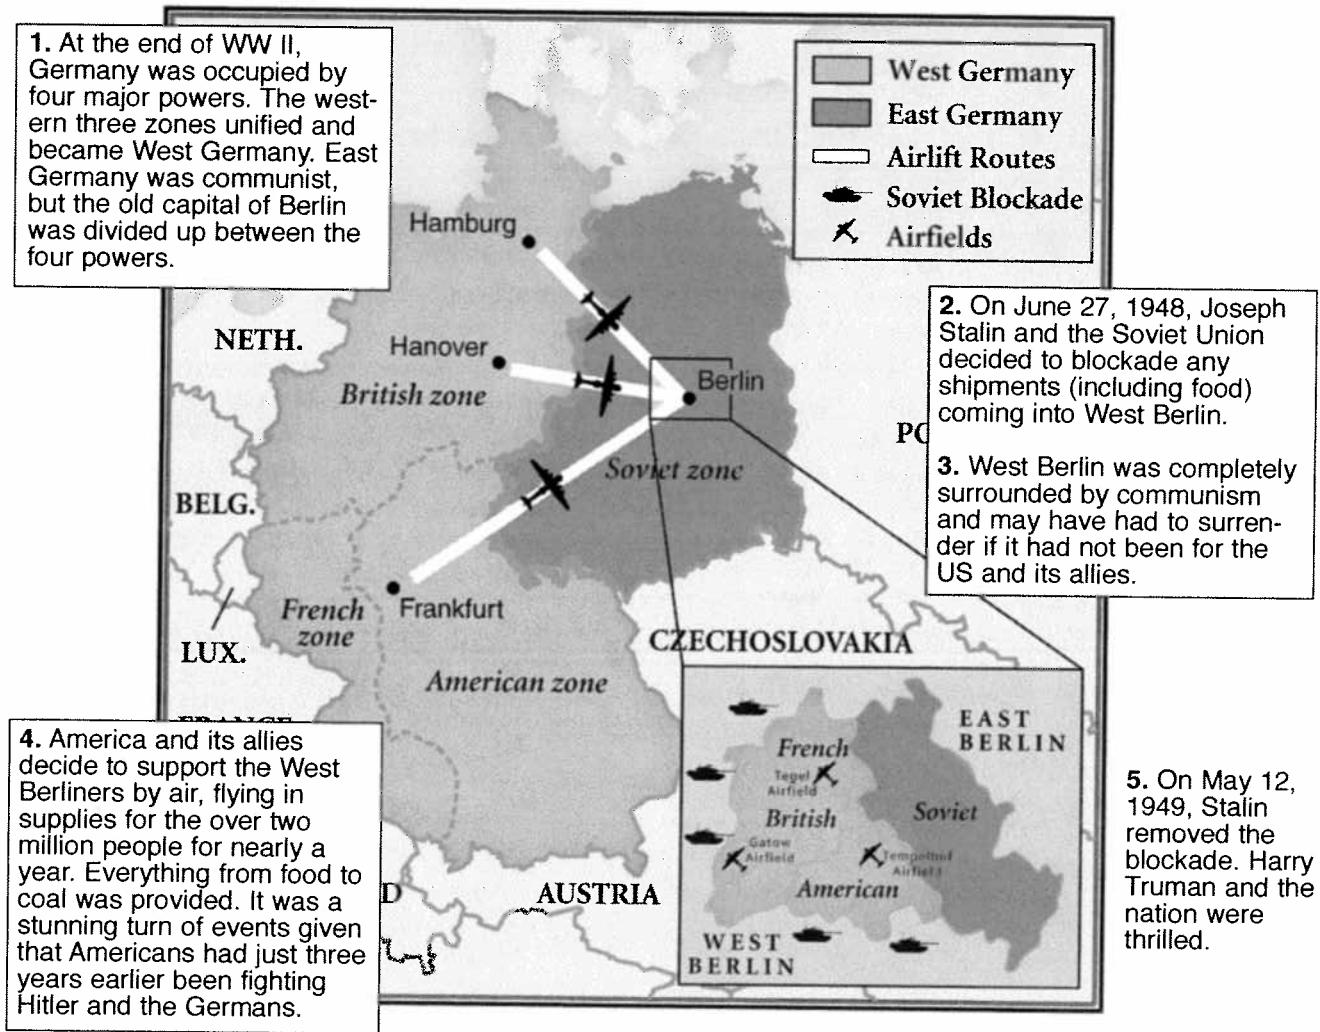 1. At the end of WW II,
Germany was occupied by
four major powers. The west-
ern three zones unified and
became West Germany. East
Germany was communist,
but the old capital of Berlin
was divided up between the
four powers.
West Germany
East Germany
Airlift Routes
Soviet Blockade
Airfields
Hamburg
NETH.
Hanover
British zone
Berlin
Soviet zone
BELG.
Frankfurt
French
zone
LUX.
CZECHOSLOVAKIA
American zone
2. On June 27, 1948, Joseph
Stalin and the Soviet Union
decided to blockade any
shipments (including food)
coming into West Berlin.
3. West Berlin was completely
surrounded by communism
and may have had to surren-
der if it had not been for the
US and its allies.
4. America and its allies
decide to support the West
Berliners by air, flying in
supplies for the over two
million people for nearly a
year. Everything from food to
coal was provided. It was a
stunning turn of events given
that Americans had just three
years earlier been fighting
Hitler and the Germans.
AUSTRIA
EAST
BERLIN
French
Tegel
Airfield
British
Soviet
Gatow
Airfield
American
WEST
BERLIN
5. On May 12,
1949, Stalin
removed the
blockade. Harry
Truman and the
nation were
thrilled.